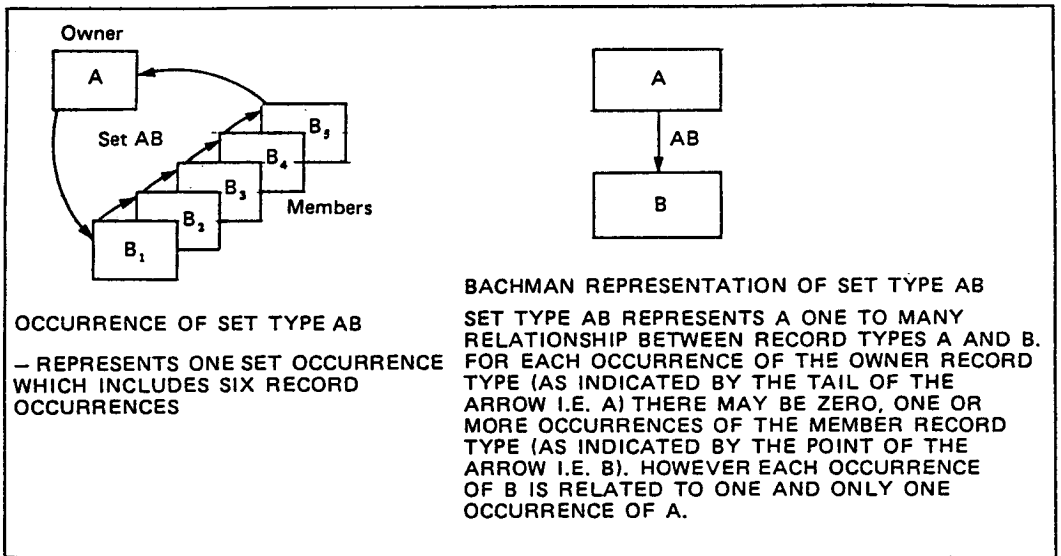 Owner
A
Set AB
B₅
B₄
B₃
B₂
B₁
Members
OCCURRENCE OF SET TYPE AB
– REPRESENTS ONE SET OCCURRENCE
WHICH INCLUDES SIX RECORD
OCCURRENCES
A
AB
B
BACHMAN REPRESENTATION OF SET TYPE AB
SET TYPE AB REPRESENTS A ONE TO MANY
RELATIONSHIP BETWEEN RECORD TYPES A AND B.
FOR EACH OCCURRENCE OF THE OWNER RECORD
TYPE (AS INDICATED BY THE TAIL OF THE
ARROW I.E. A) THERE MAY BE ZERO, ONE OR
MORE OCCURRENCES OF THE MEMBER RECORD
TYPE (AS INDICATED BY THE POINT OF THE
ARROW I.E. B). HOWEVER EACH OCCURRENCE
OF B IS RELATED TO ONE AND ONLY ONE
OCCURRENCE OF A.